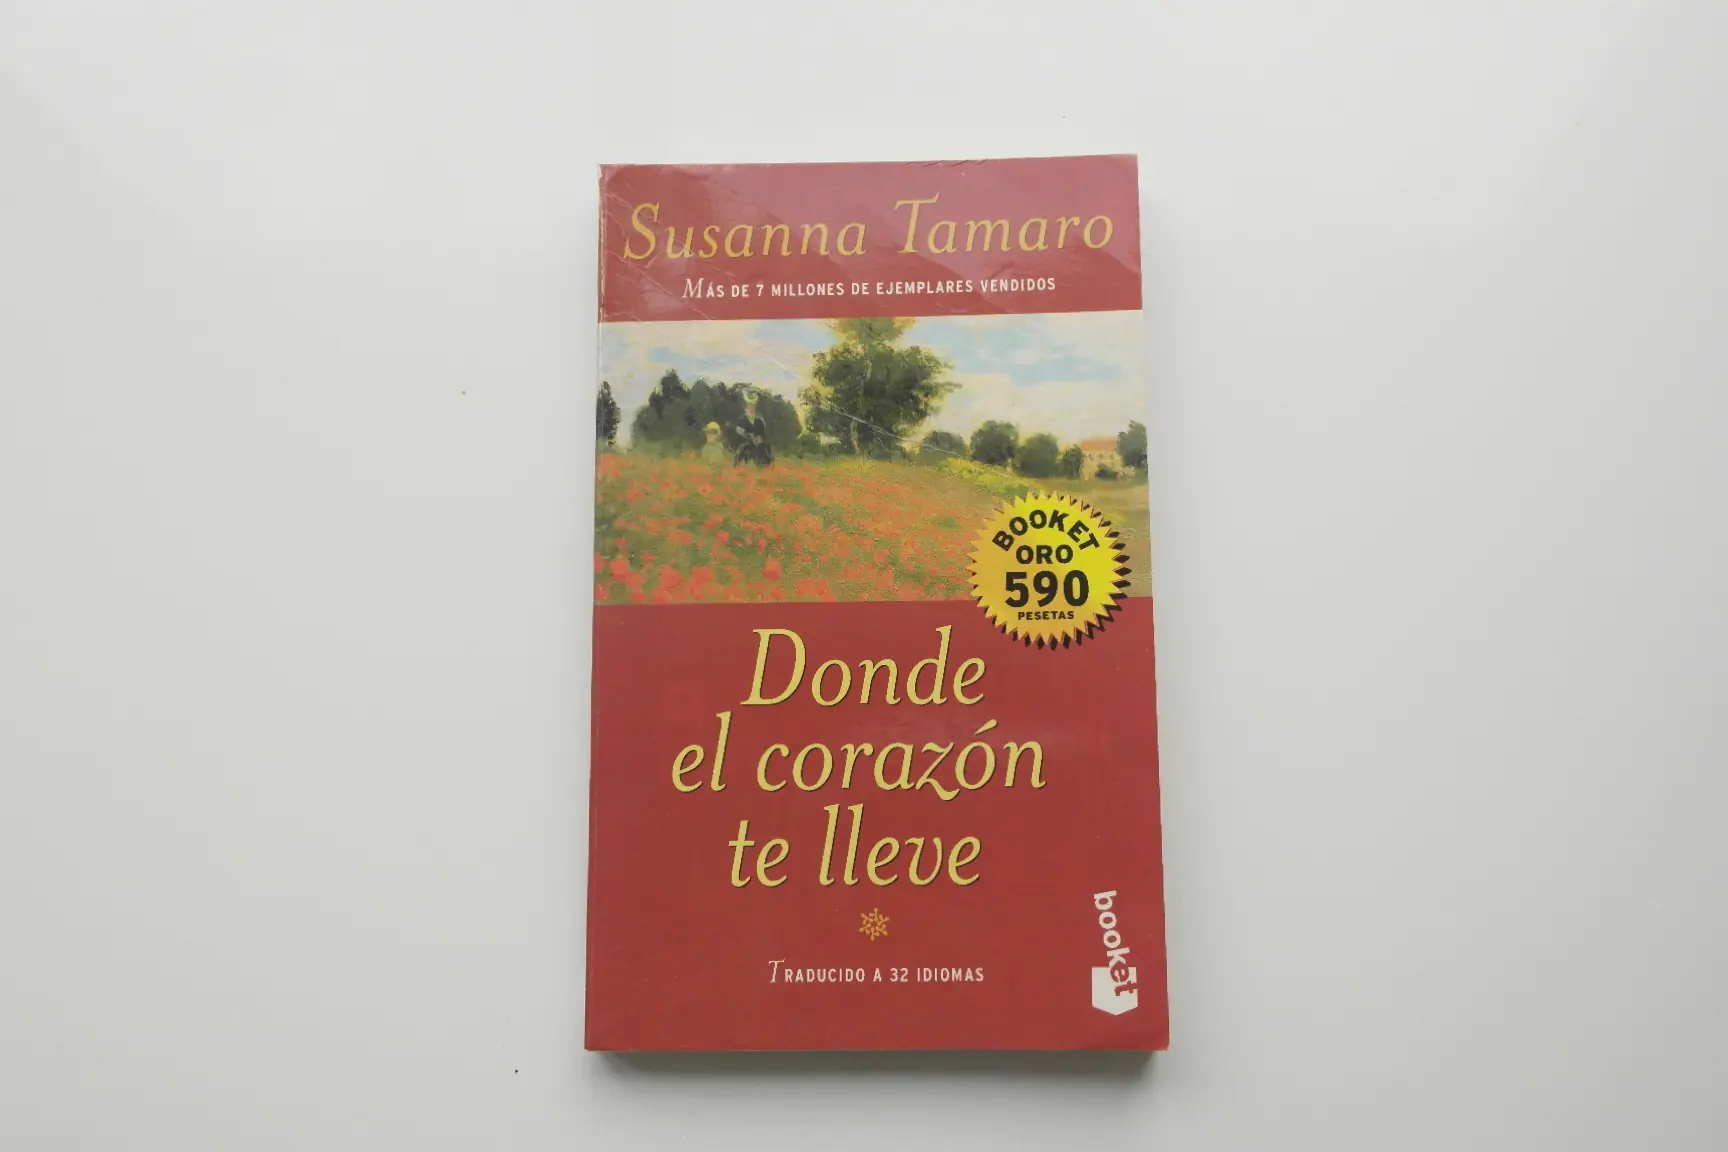 Susanna Tamaro
MÁS DE 7 MILLONES DE EJEMPLARES VENDIDOS
BOOKET
ORO
590
PESETAS
Donde
el corazón
te lleve
TRADUCIDO A 32 IDIOMAS
booket